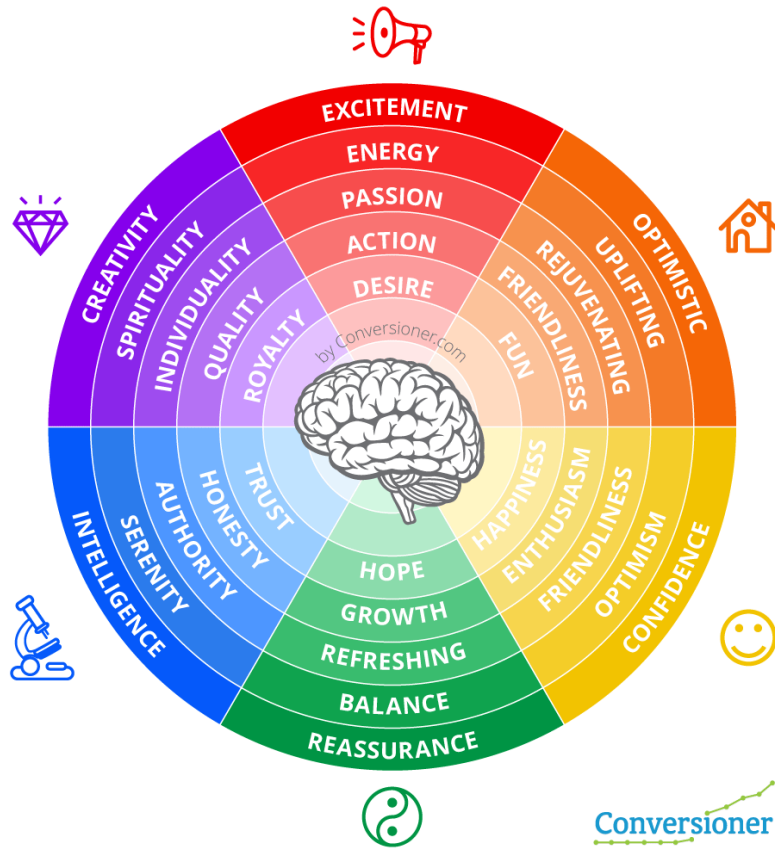 EXCITEMENT
ENERGY
PASSION
ACTION
DESIRE
by Conversioner.com
OPTIMISTIC
UPLIFTING
REJUVENATING
FRIENDLINESS
FUN
CONFIDENCE
OPTIMISM
FRIENDLINESS
ENTHUSIASM
HAPPINESS
HOPE
GROWTH
REFRESHING
BALANCE
REASSURANCE
INTELLIGENCE
SERENITY
AUTHORITY
HONESTY
TRUST
CREATIVITY
SPIRITUALITY
INDIVIDUALITY
QUALITY
ROYALTY
Conversioner